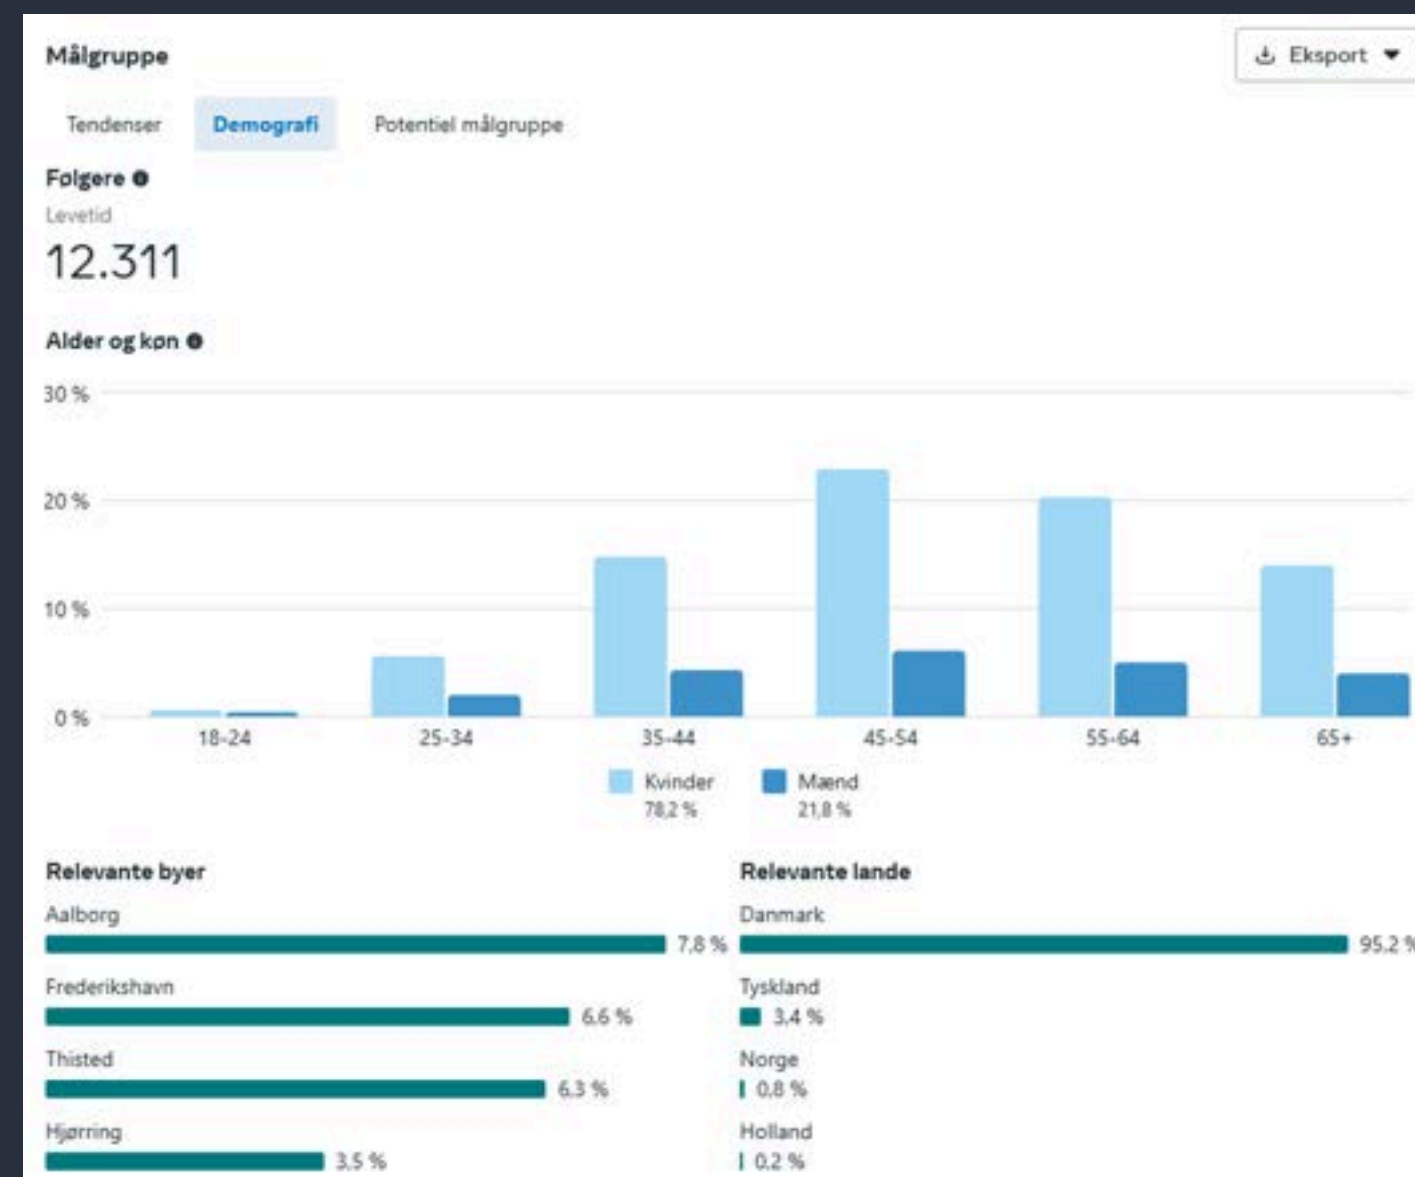 Målgruppe
Eksport
Tendenser Demografi Potentiel målgruppe
Følgere
Levetid
12.311
Alder og køn
30 %
20 %
10 %
0 %
18-24 25-34 35-44 45-54 55-64 65+
Kvinder Mænd
78,2 % 21,8 %
Relevante byer
Aalborg
7,8 %
Frederikshavn
6,6 %
Thisted
6,3 %
Hjørring
3,5 %
Relevante lande
Danmark
95,2 %
Tyskland
3,4 %
Norge
0,8 %
Holland
0,2 %